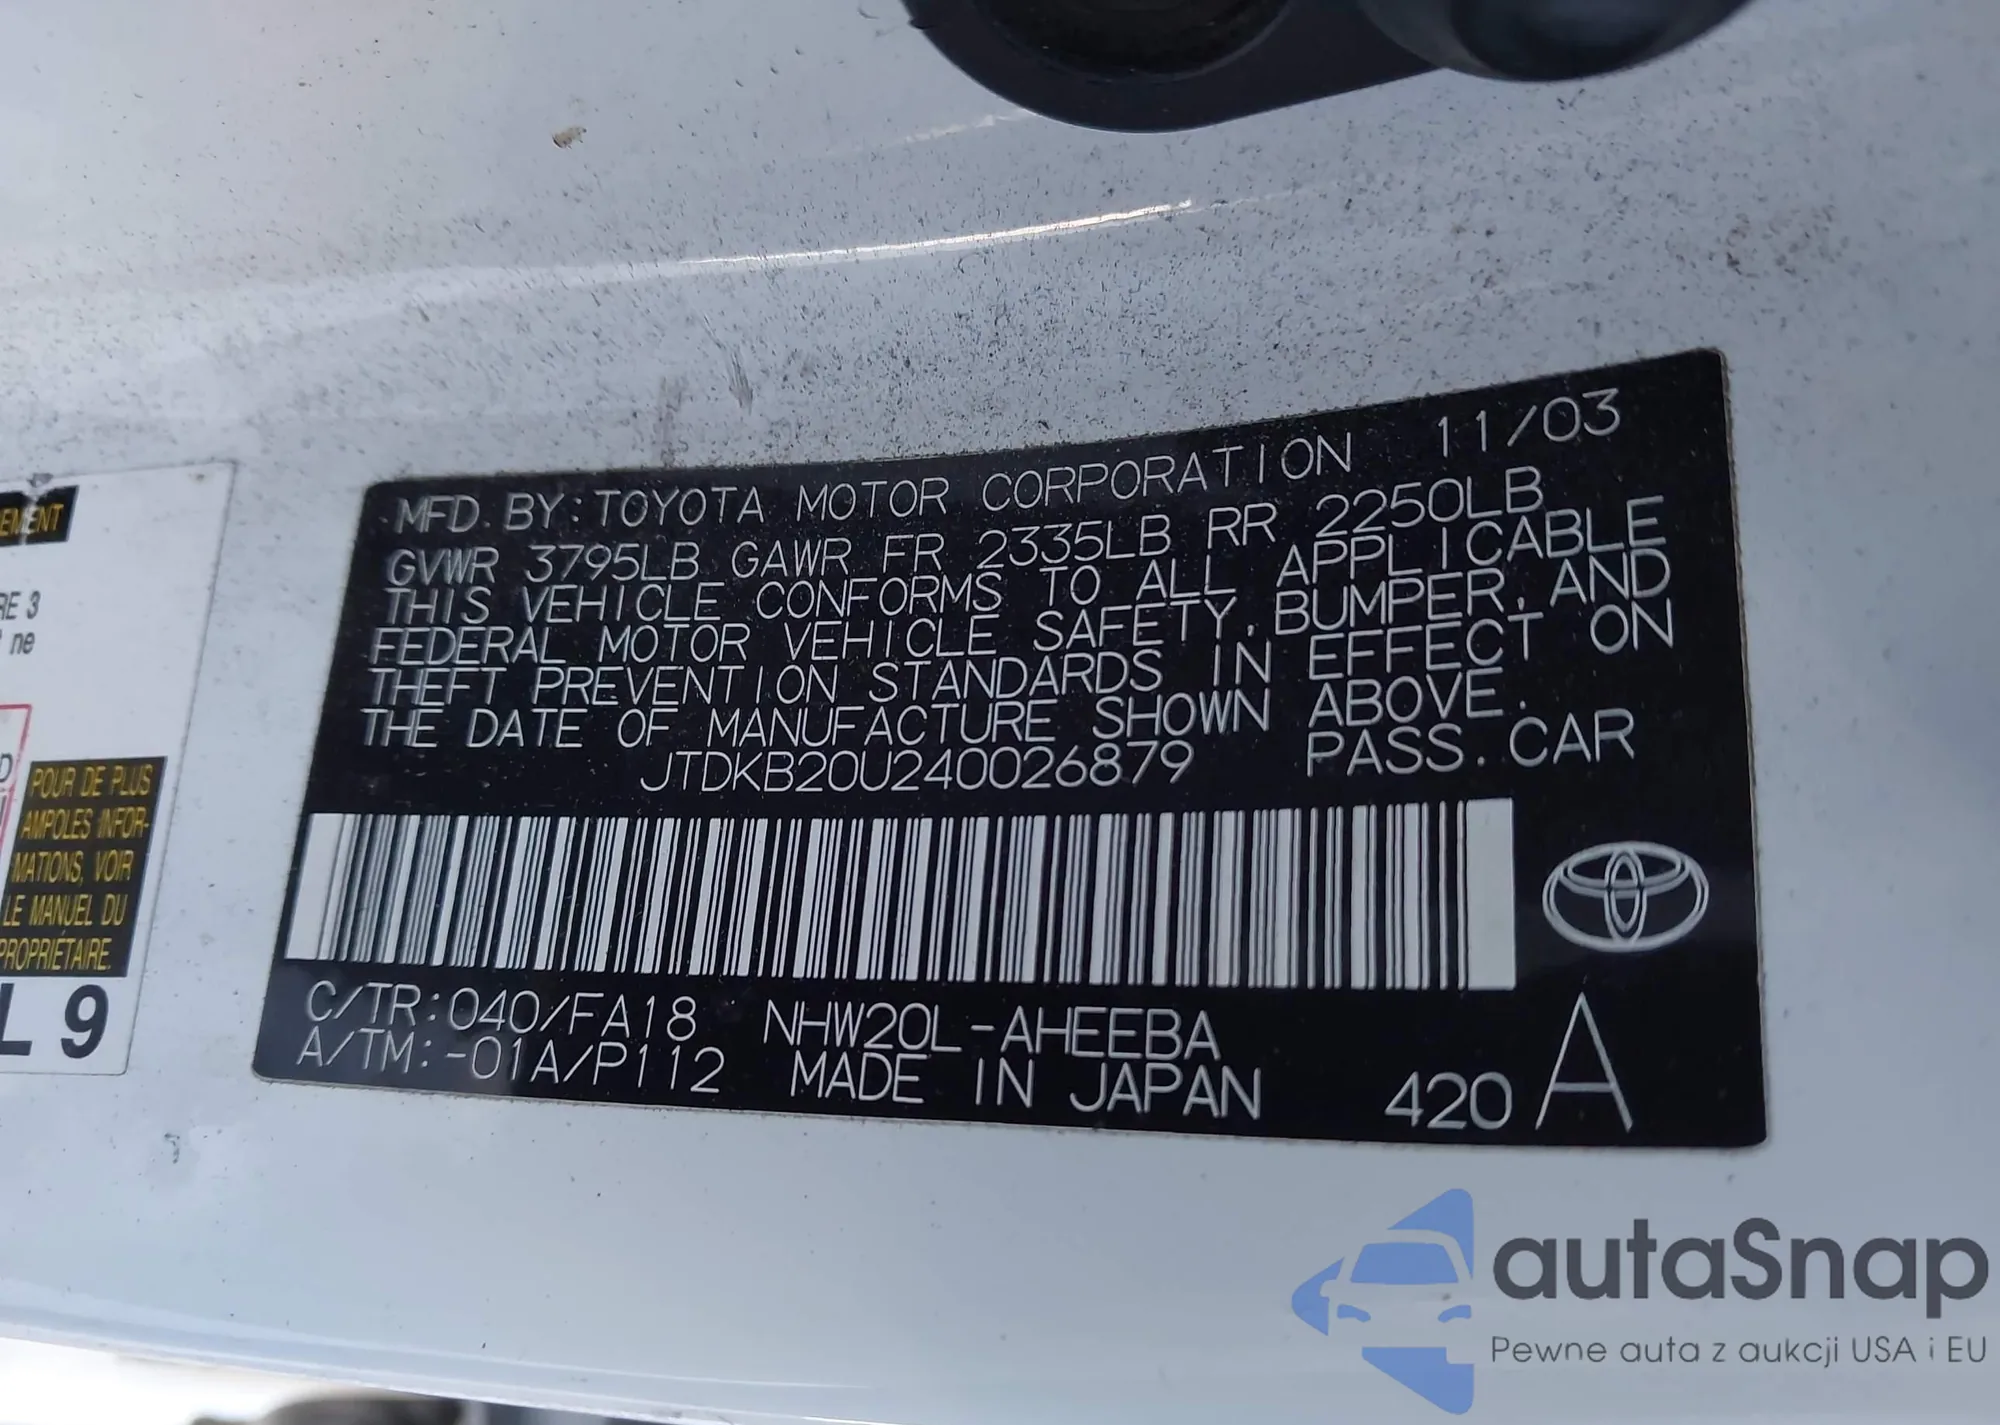 MFD. BY: TOYOTA MOTOR CORPORATION 11/03
GVWR 3795LB GAWR FR 2335LB RR 2250LB
THIS VEHICLE CONFORMS TO ALL APPLICABLE
FEDERAL MOTOR VEHICLE SAFETY, BUMPER, AND
THEFT PREVENTION STANDARDS IN EFFECT ON
THE DATE OF MANUFACTURE SHOWN ABOVE.
JTDKB20U240026879 PASS. CAR
C/TR: 040/FA18 NHW20L-AHEEBA
A/TM: -01A/P112 MADE IN JAPAN 420 A
EMENT
RE 3
ne
D
POUR DE PLUS
AMPOLES INFOR-
MATIONS, VOIR
LE MANUEL DU
PROPRIÉTAIRE.
L 9
autaSnap
Pewne auta z aukcji USA i EU